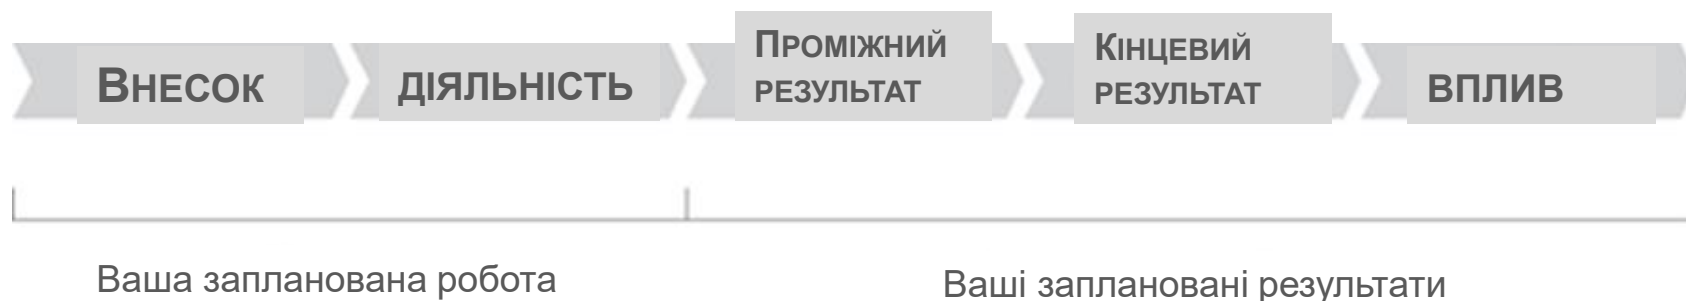 Внесок
ДІЯЛЬНІСТЬ
Проміжний
РЕЗУЛЬТАТ
Кінцевий
РЕЗУЛЬТАТ
ВПЛИВ
Ваша запланована робота
Ваші заплановані результати